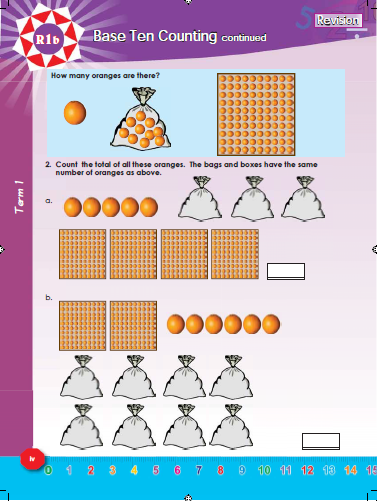 5
Revision
R1b
Base Ten Counting continued
How many oranges are there?
2. Count the total of all these oranges. The bags and boxes have the same
number of oranges as above.
Term 1
a.
b.
iv
0 1 2 3 4 5 6 7 8 9 10 11 12 13 14 15